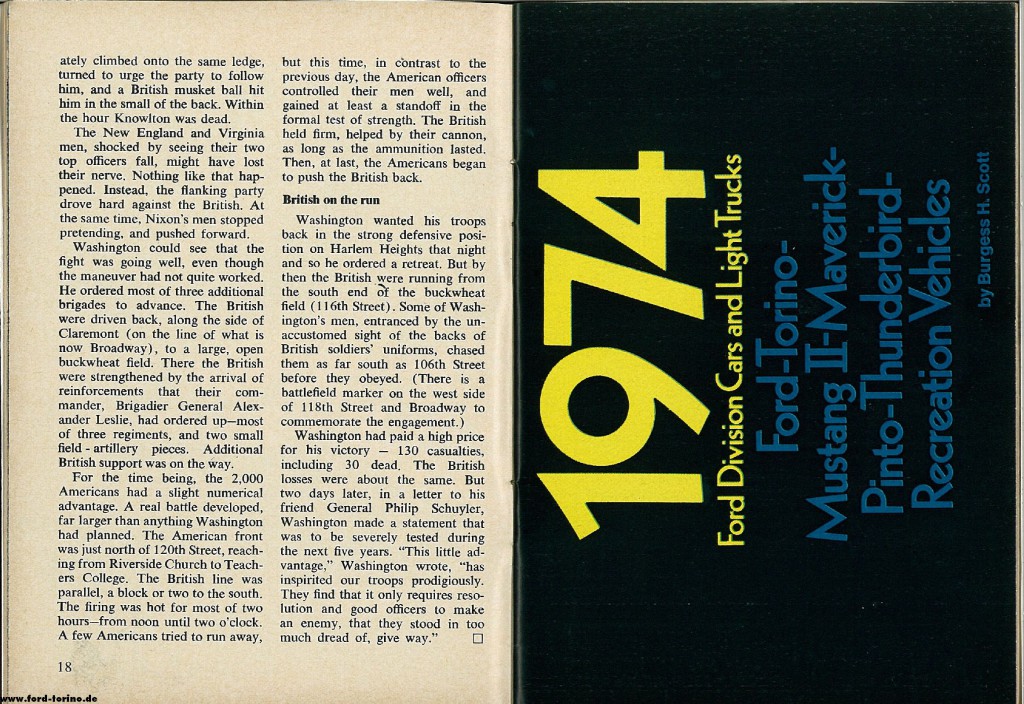 ately climbed onto the same ledge,
turned to urge the party to follow
him, and a British musket ball hit
him in the small of the back. Within
the hour Knowlton was dead.
The New England and Virginia
men, shocked by seeing their two
top officers fall, might have lost
their nerve. Nothing like that hap-
pened. Instead, the flanking party
drove hard against the British. At
the same time, Nixon's men stopped
pretending, and pushed forward.
Washington could see that the
fight was going well, even though
the maneuver had not quite worked.
He ordered most of three additional
brigades to advance. The British
were driven back, along the side of
Claremont (on the line of what is
now Broadway), to a large, open
buckwheat field. There the British
were strengthened by the arrival of
reinforcements that their com-
mander, Brigadier General Alex-
ander Leslie, had ordered up—most
of three regiments, and two small
field - artillery pieces. Additional
British support was on the way.
For the time being, the 2,000
Americans had a slight numerical
advantage. A real battle developed,
far larger than anything Washington
had planned. The American front
was just north of 120th Street, reach-
ing from Riverside Church to Teach-
ers College. The British line was
parallel, a block or two to the south.
The firing was hot for most of two
hours—from noon until two o'clock.
A few Americans tried to run away,
but this time, in contrast to the
previous day, the American officers
controlled their men well, and
gained at least a standoff in the
formal test of strength. The British
held firm, helped by their cannon,
as long as the ammunition lasted.
Then, at last, the Americans began
to push the British back.
British on the run
Washington wanted his troops
back in the strong defensive posi-
tion on Harlem Heights that night
and so he ordered a retreat. But by
then the British were running from
the south end of the buckwheat
field (116th Street). Some of Wash-
ington's men, entranced by the un-
accustomed sight of the backs of
British soldiers' uniforms, chased
them as far south as 106th Street
before they obeyed. (There is a
battlefield marker on the west side
of 118th Street and Broadway to
commemorate the engagement.)
Washington had paid a high price
for his victory — 130 casualties,
including 30 dead. The British
losses were about the same. But
two days later, in a letter to his
friend General Philip Schuyler,
Washington made a statement that
was to be severely tested during
the next five years. "This little ad-
vantage," Washington wrote, "has
inspirited our troops prodigiously.
They find that it only requires reso-
lution and good officers to make
an enemy, that they stood in too
much dread of, give way." □
18
www.ford-torino.de
1974
Ford Division Cars and Light Trucks
Ford-Torino-
Mustang II-Maverick-
Pinto-Thunderbird-
Recreation Vehicles
by Burgess H. Scott